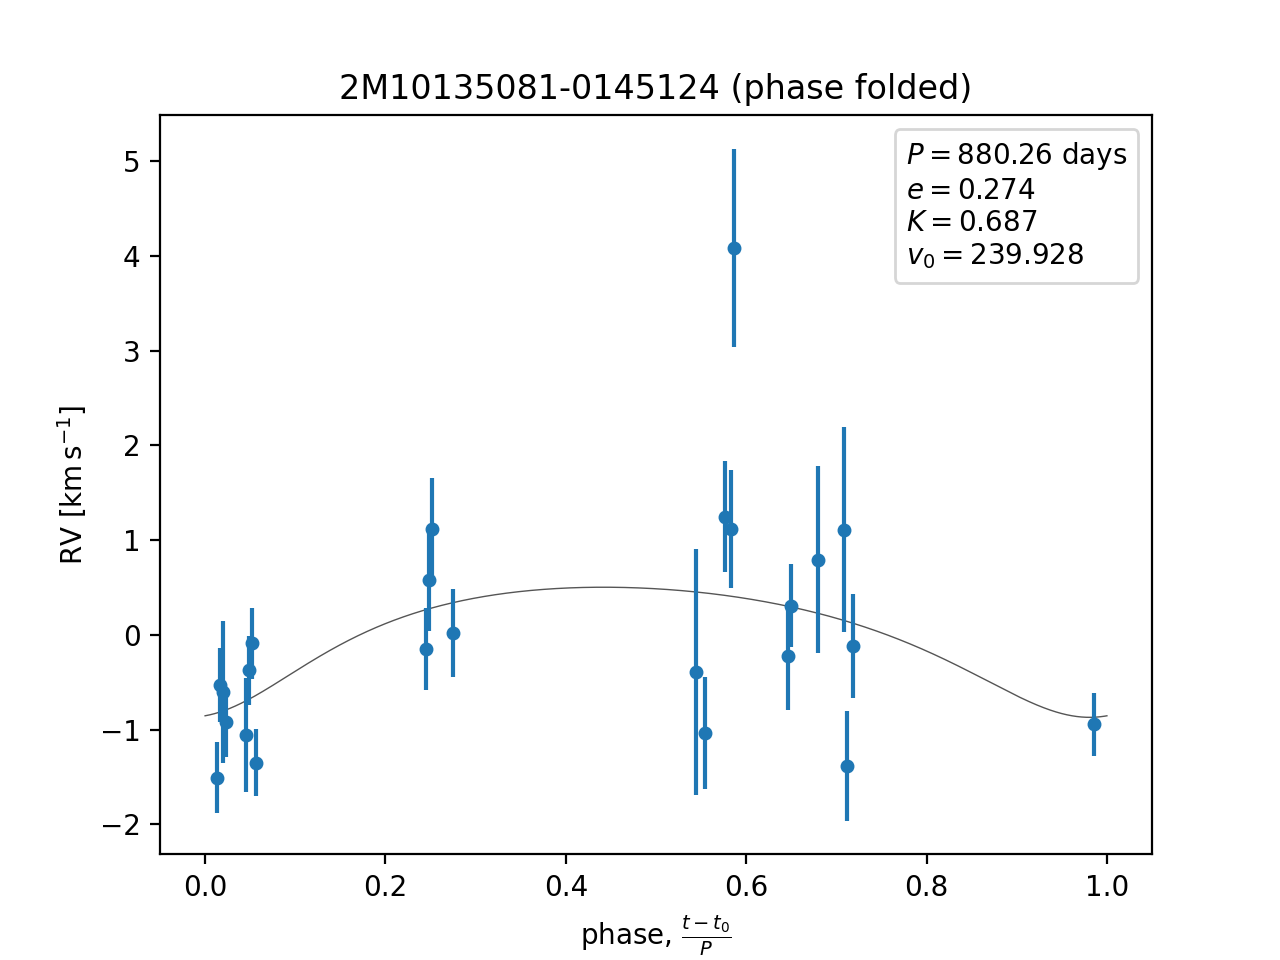 2M10135081-0145124 (phase folded)
P = 880.26 days
e = 0.274
K = 0.687
v₀ = 239.928
5
4
3
2
1
0
−1
−2
RV [km s⁻¹]
0.0 0.2 0.4 0.6 0.8 1.0
phase, (t − t₀)/P